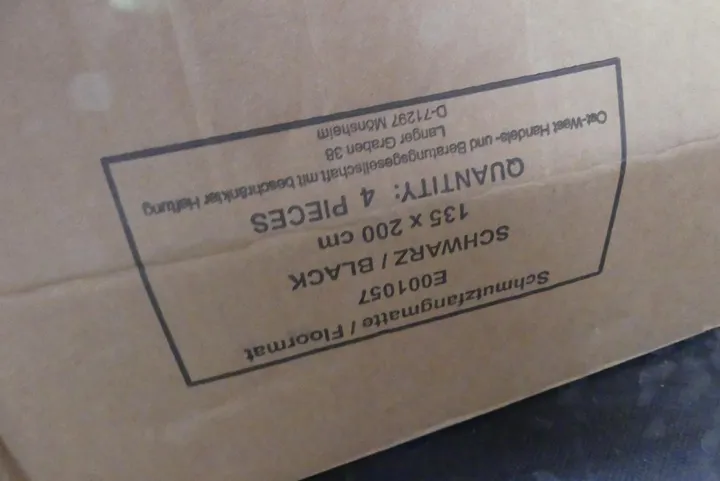 Schmutzfangmatte / Floormat
E001057
SCHWARZ / BLACK
135 x 200 cm
QUANTITY: 4 PIECES
Ost-West Handels- und Beratungsgesellschaft mit beschränkter Haftung
Langer Graben 38
D-71297 Mönsheim